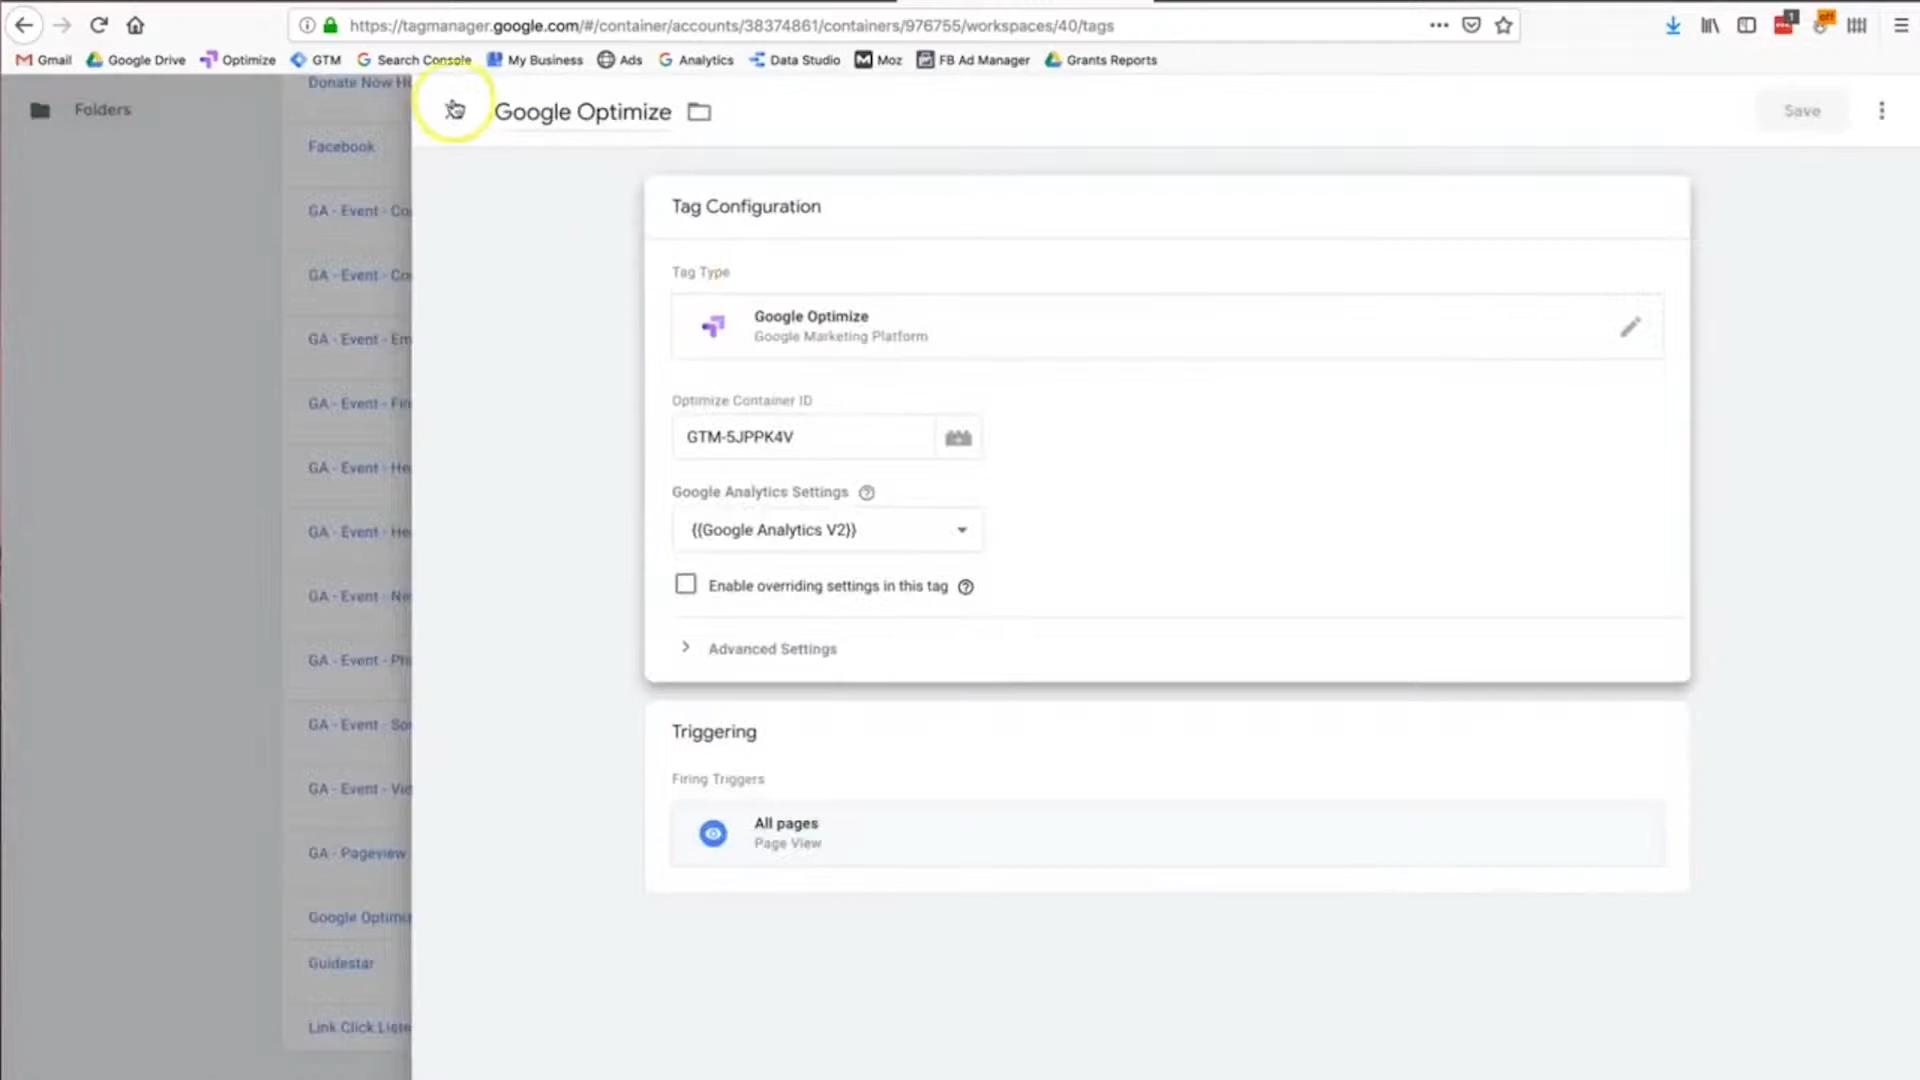 https://tagmanager.google.com/#/container/accounts/38374861/containers/976755/workspaces/40/tags
1
off
Gmail Google Drive Optimize GTM Search Console My Business Ads Analytics Data Studio Moz FB Ad Manager Grants Reports
Folders
Donate Now
Facebook
GA - Event - Co
GA - Event - Co
GA - Event - Em
GA - Event - Fin
GA - Event - He
GA - Event - He
GA - Event - Ne
GA - Event - Pho
GA - Event - So
GA - Event - Vid
GA - Pageview
Google Optimiz
Guidestar
Link Click Liste
Google Optimize
Save
Tag Configuration
Tag Type
Google Optimize
Google Marketing Platform
Optimize Container ID
GTM-5JPPK4V
Google Analytics Settings
{{Google Analytics V2}}
Enable overriding settings in this tag
Advanced Settings
Triggering
Firing Triggers
All pages
Page View